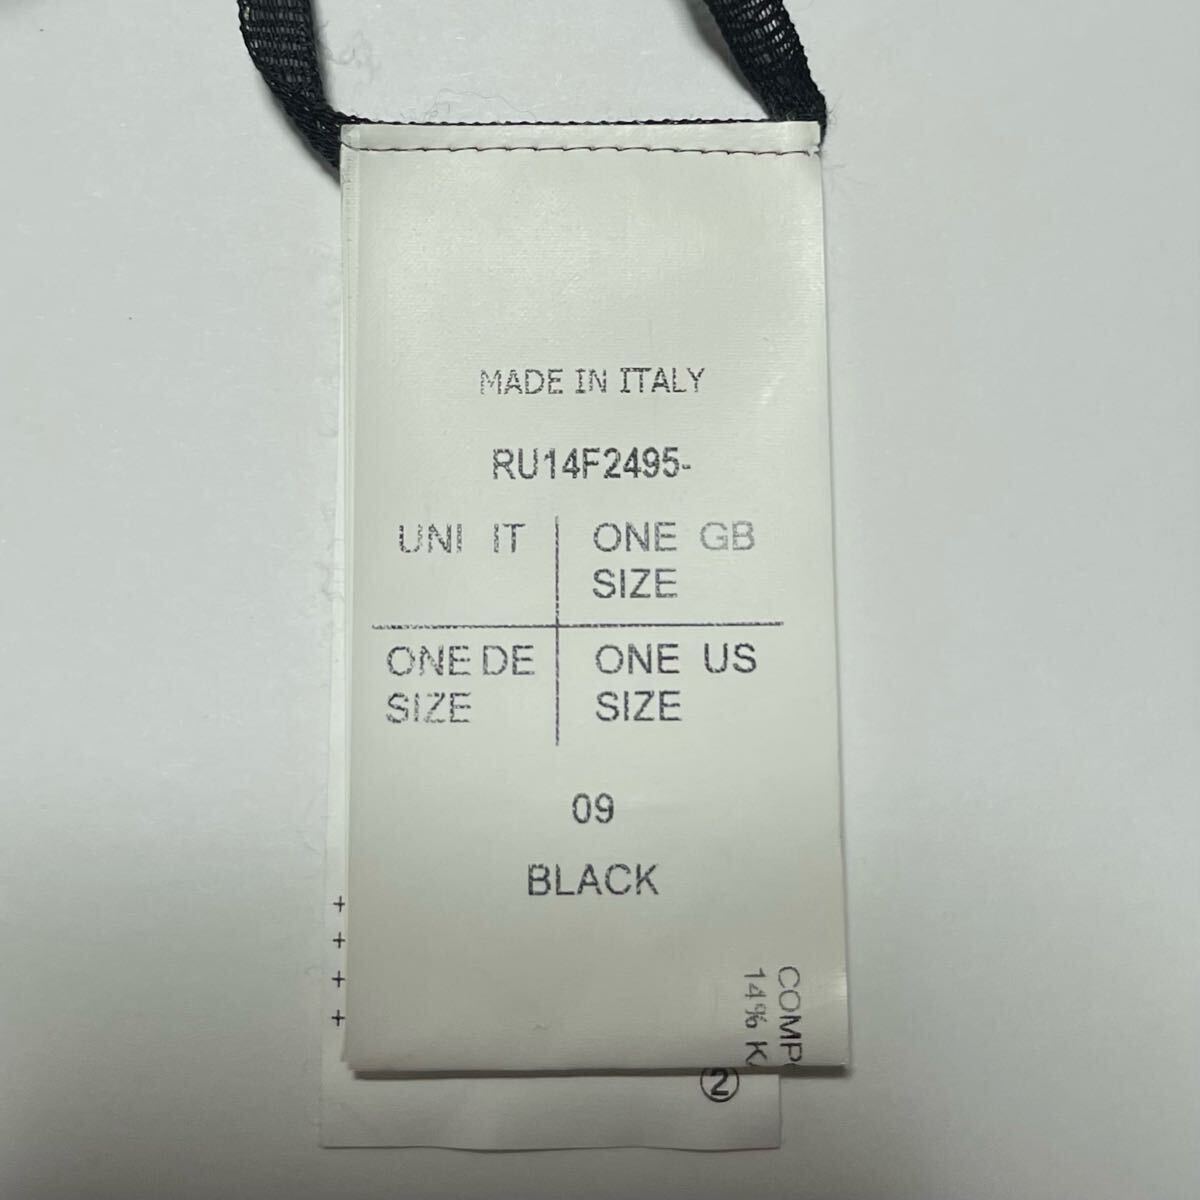 MADE IN ITALY
RU14F2495-
UNI IT
ONE GB
SIZE
ONE DE
SIZE
ONE US
SIZE
09
BLACK
+
+
+
+
14%
②